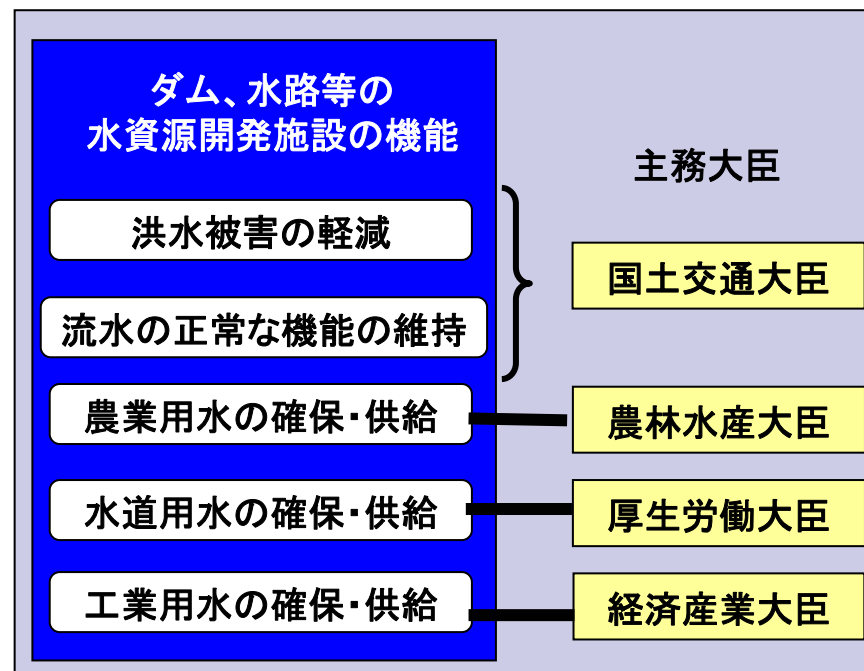 ダム、水路等の
水資源開発施設の機能
主務大臣
洪水被害の軽減
国土交通大臣
流水の正常な機能の維持
農業用水の確保・供給
農林水産大臣
水道用水の確保・供給
厚生労働大臣
工業用水の確保・供給
経済産業大臣